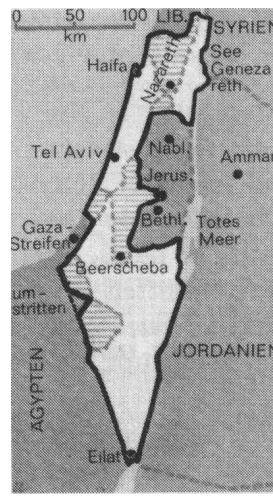 0 50 100
km
LIB.
SYRIEN
Haifa
Nazareth
See
Geneza
reth
Tel Aviv
Nabl.
Jerus.
Amman
Gaza-
Streifen
Bethl.
Totes
Meer
Beerscheba
um-
stritten
JORDANIEN
ÄGYPTEN
Eilat